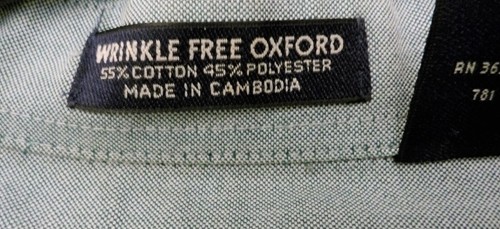 WRINKLE FREE OXFORD
55% COTTON 45% POLYESTER
MADE IN CAMBODIA
RN 36
781